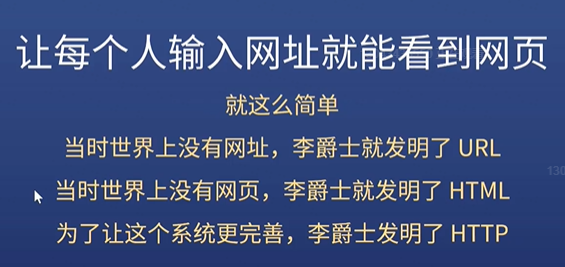 让每个人输入网址就能看到网页
就这么简单
当时世界上没有网址，李爵士就发明了 URL
当时世界上没有网页，李爵士就发明了 HTML
为了让这个系统更完善，李爵士发明了 HTTP